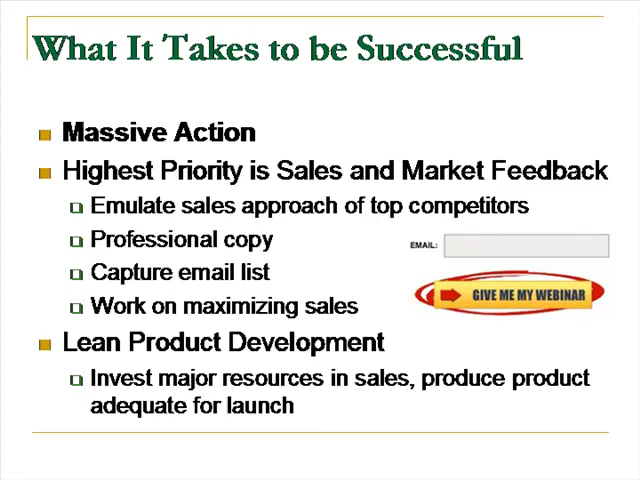 What It Takes to be Successful
Massive Action
Highest Priority is Sales and Market Feedback
Emulate sales approach of top competitors
Professional copy
EMAIL:
Capture email list
GIVE ME MY WEBINAR
Work on maximizing sales
Lean Product Development
Invest major resources in sales, produce product
adequate for launch